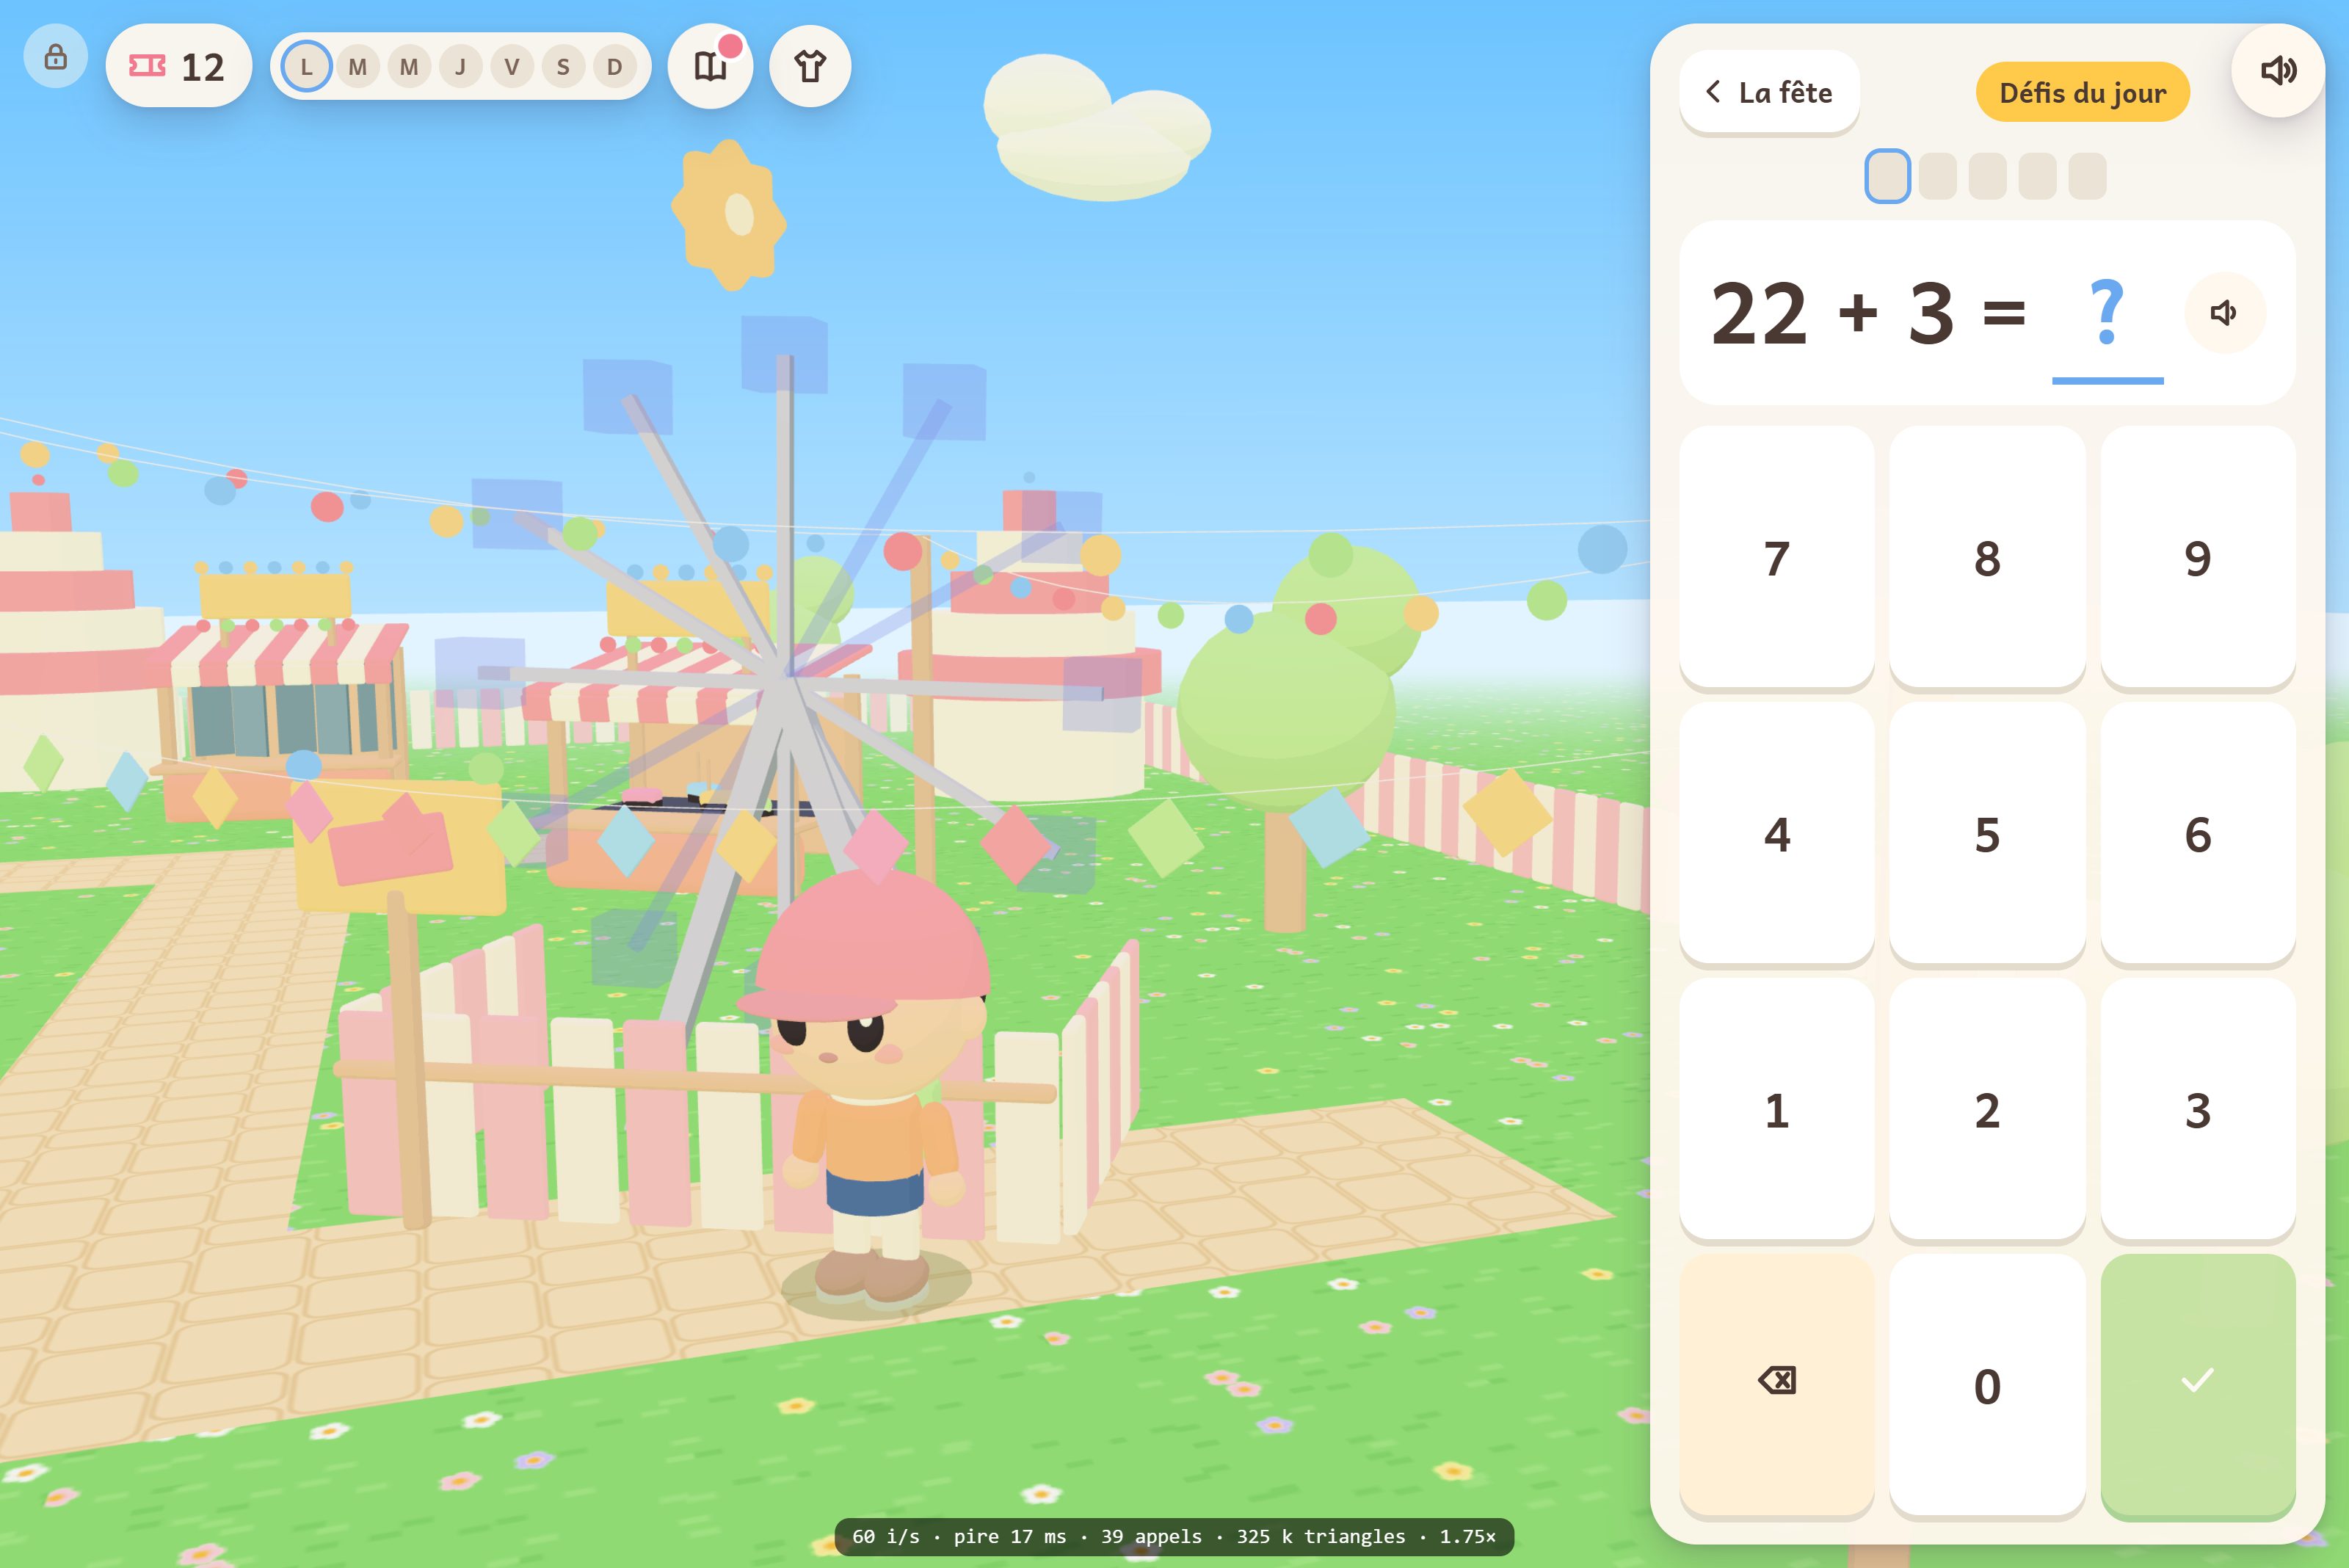 12
L M M J V S D
La fête
Défis du jour
22 + 3 = ?
7 8 9
4 5 6
1 2 3
0
60 i/s · pire 17 ms · 39 appels · 325 k triangles · 1.75×